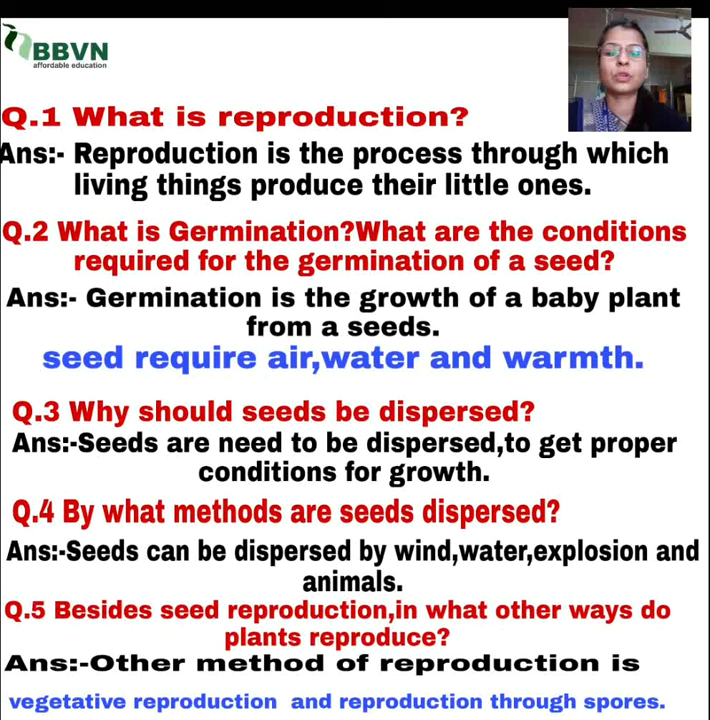 BBVN
affordable education
Q.1 What is reproduction?
Ans:- Reproduction is the process through which
living things produce their little ones.
Q.2 What is Germination?What are the conditions
required for the germination of a seed?
Ans:- Germination is the growth of a baby plant
from a seeds.
seed require air,water and warmth.
Q.3 Why should seeds be dispersed?
Ans:-Seeds are need to be dispersed,to get proper
conditions for growth.
Q.4 By what methods are seeds dispersed?
Ans:-Seeds can be dispersed by wind,water,explosion and
animals.
Q.5 Besides seed reproduction,in what other ways do
plants reproduce?
Ans:-Other method of reproduction is
vegetative reproduction and reproduction through spores.